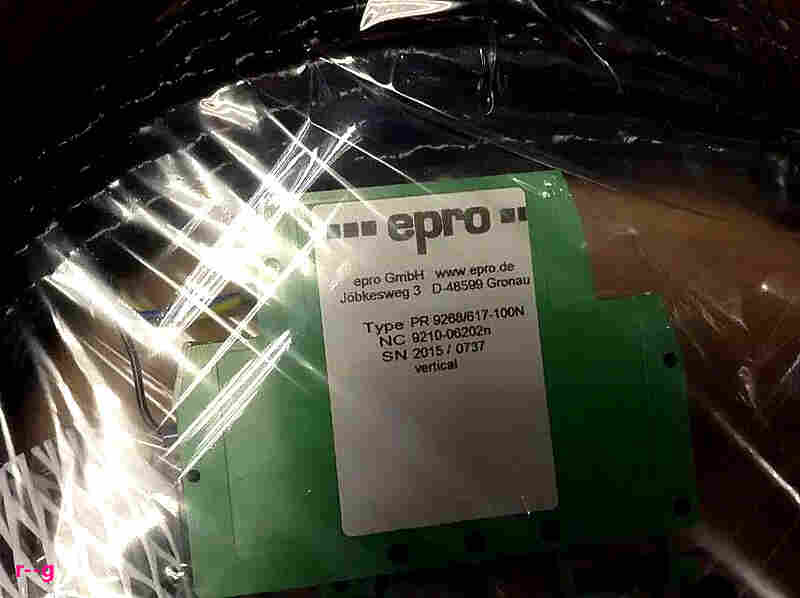 epro
epro GmbH www.epro.de
Jöbkesweg 3 D-48599 Gronau
Type PR 9268/617-100N
NC 9210-06202n
SN 2015 / 0737
vertical
r--g